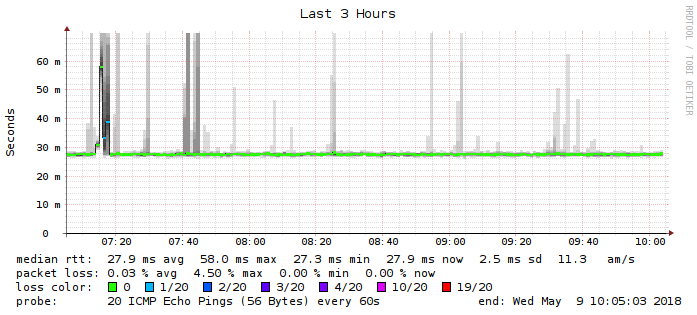 Last 3 Hours
RRDTOOL / TOBI OETIKER
Seconds
60 m
50 m
40 m
30 m
20 m
10 m
0
07:20 07:40 08:00 08:20 08:40 09:00 09:20 09:40 10:00
median rtt: 27.9 ms avg 58.0 ms max 27.3 ms min 27.9 ms now 2.5 ms sd 11.3 am/s
packet loss: 0.03 % avg 4.50 % max 0.00 % min 0.00 % now
loss color: 0 1/20 2/20 3/20 4/20 10/20 19/20
probe: 20 ICMP Echo Pings (56 Bytes) every 60s end: Wed May 9 10:05:03 2018